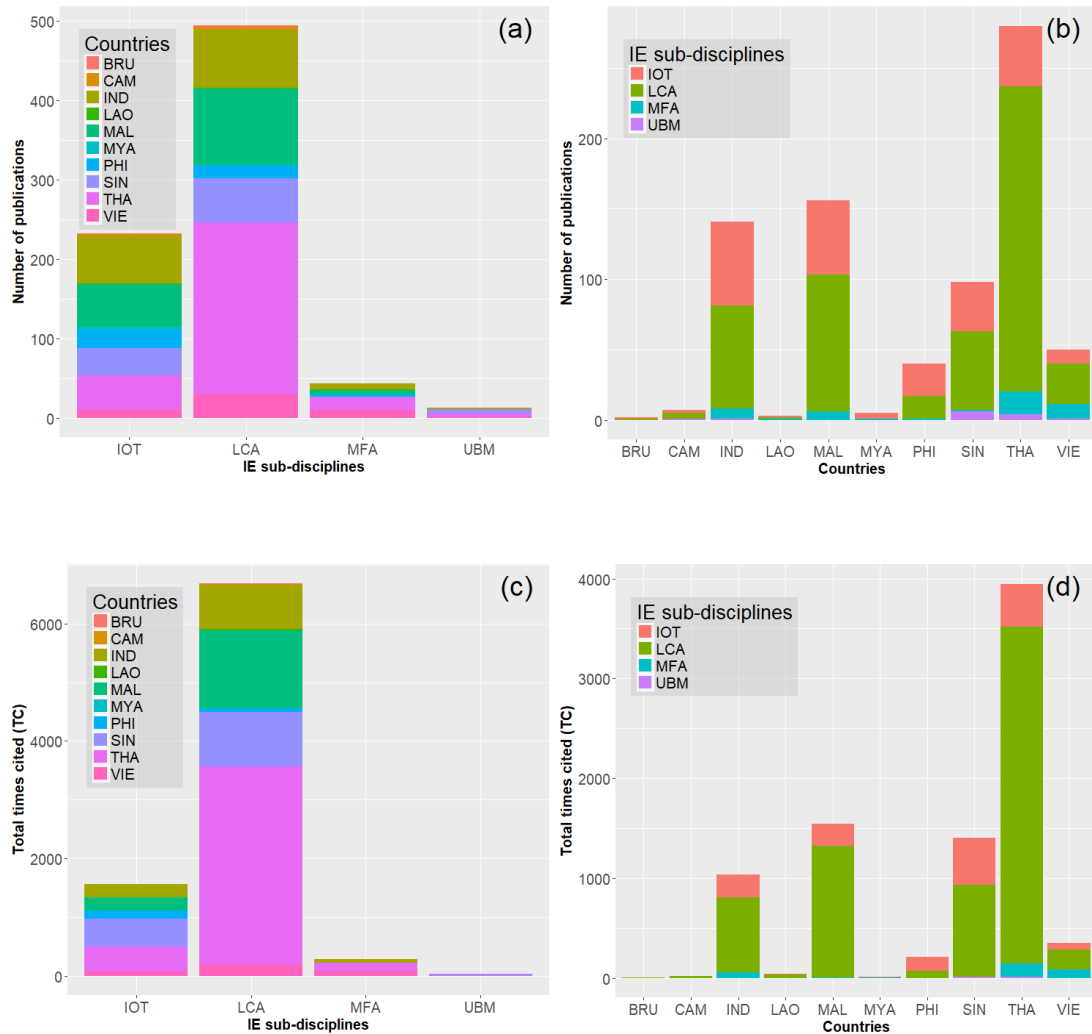 (a)
Countries
BRU
CAM
IND
LAO
MAL
MYA
PHI
SIN
THA
VIE
500
400
300
200
100
0
Number of publications
IOT LCA MFA UBM
IE sub-disciplines
(b)
IE sub-disciplines
IOT
LCA
MFA
UBM
200
100
0
Number of publications
BRU CAM IND LAO MAL MYA PHI SIN THA VIE
Countries
(c)
Countries
BRU
CAM
IND
LAO
MAL
MYA
PHI
SIN
THA
VIE
6000
4000
2000
0
Total times cited (TC)
IOT LCA MFA UBM
IE sub-disciplines
(d)
IE sub-disciplines
IOT
LCA
MFA
UBM
4000
3000
2000
1000
0
Total times cited (TC)
BRU CAM IND LAO MAL MYA PHI SIN THA VIE
Countries